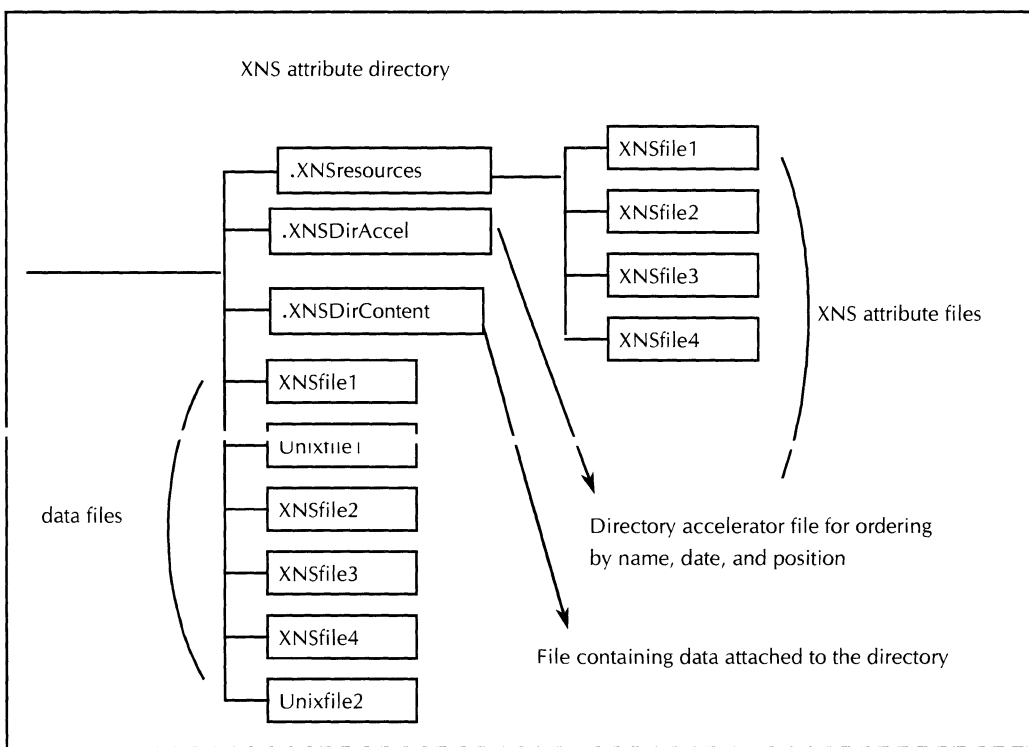 XNS attribute directory
.XNSresources
.XNSDirAccel
.XNSDirContent
XNSfile1
Unixfile1
XNSfile2
XNSfile3
XNSfile4
Unixfile2
data files
XNSfile1
XNSfile2
XNSfile3
XNSfile4
XNS attribute files
Directory accelerator file for ordering
by name, date, and position
File containing data attached to the directory